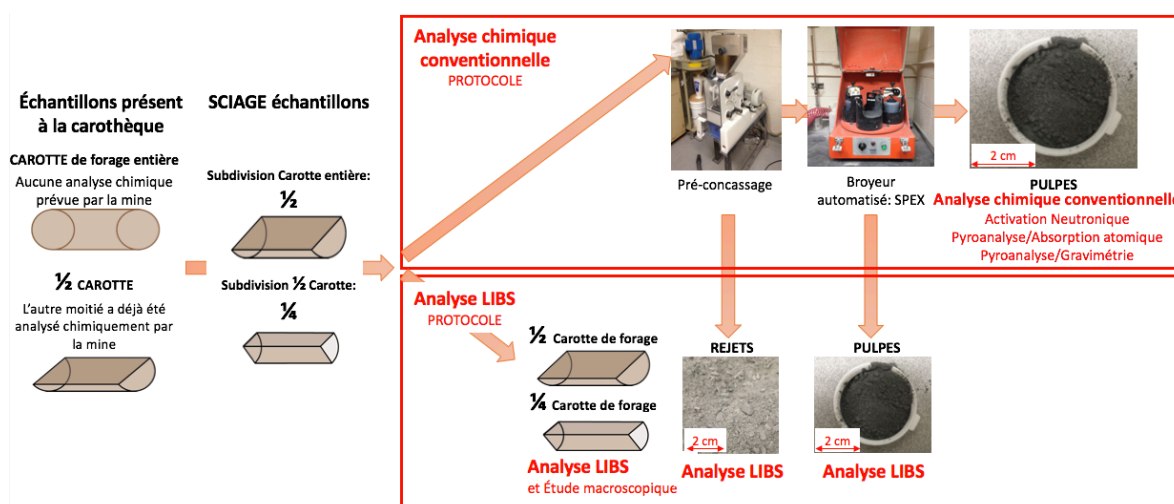 Échantillons présent
à la carothèque
CAROTTE de forage entière
Aucune analyse chimique
prévue par la mine
½ CAROTTE
L'autre moitié a déjà été
analysé chimiquement par
la mine
SCIAGE échantillons
Subdivision Carotte entière:
½
Subdivision ½ Carotte:
¼
Analyse chimique
conventionnelle
PROTOCOLE
Pré-concassage
Broyeur
automatisé: SPEX
2 cm
PULPES
Analyse chimique conventionnelle
Activation Neutronique
Pyroanalyse/Absorption atomique
Pyroanalyse/Gravimétrie
Analyse LIBS
PROTOCOLE
½ Carotte de forage
¼ Carotte de forage
Analyse LIBS
et Étude macroscopique
REJETS
2 cm
Analyse LIBS
PULPES
2 cm
Analyse LIBS